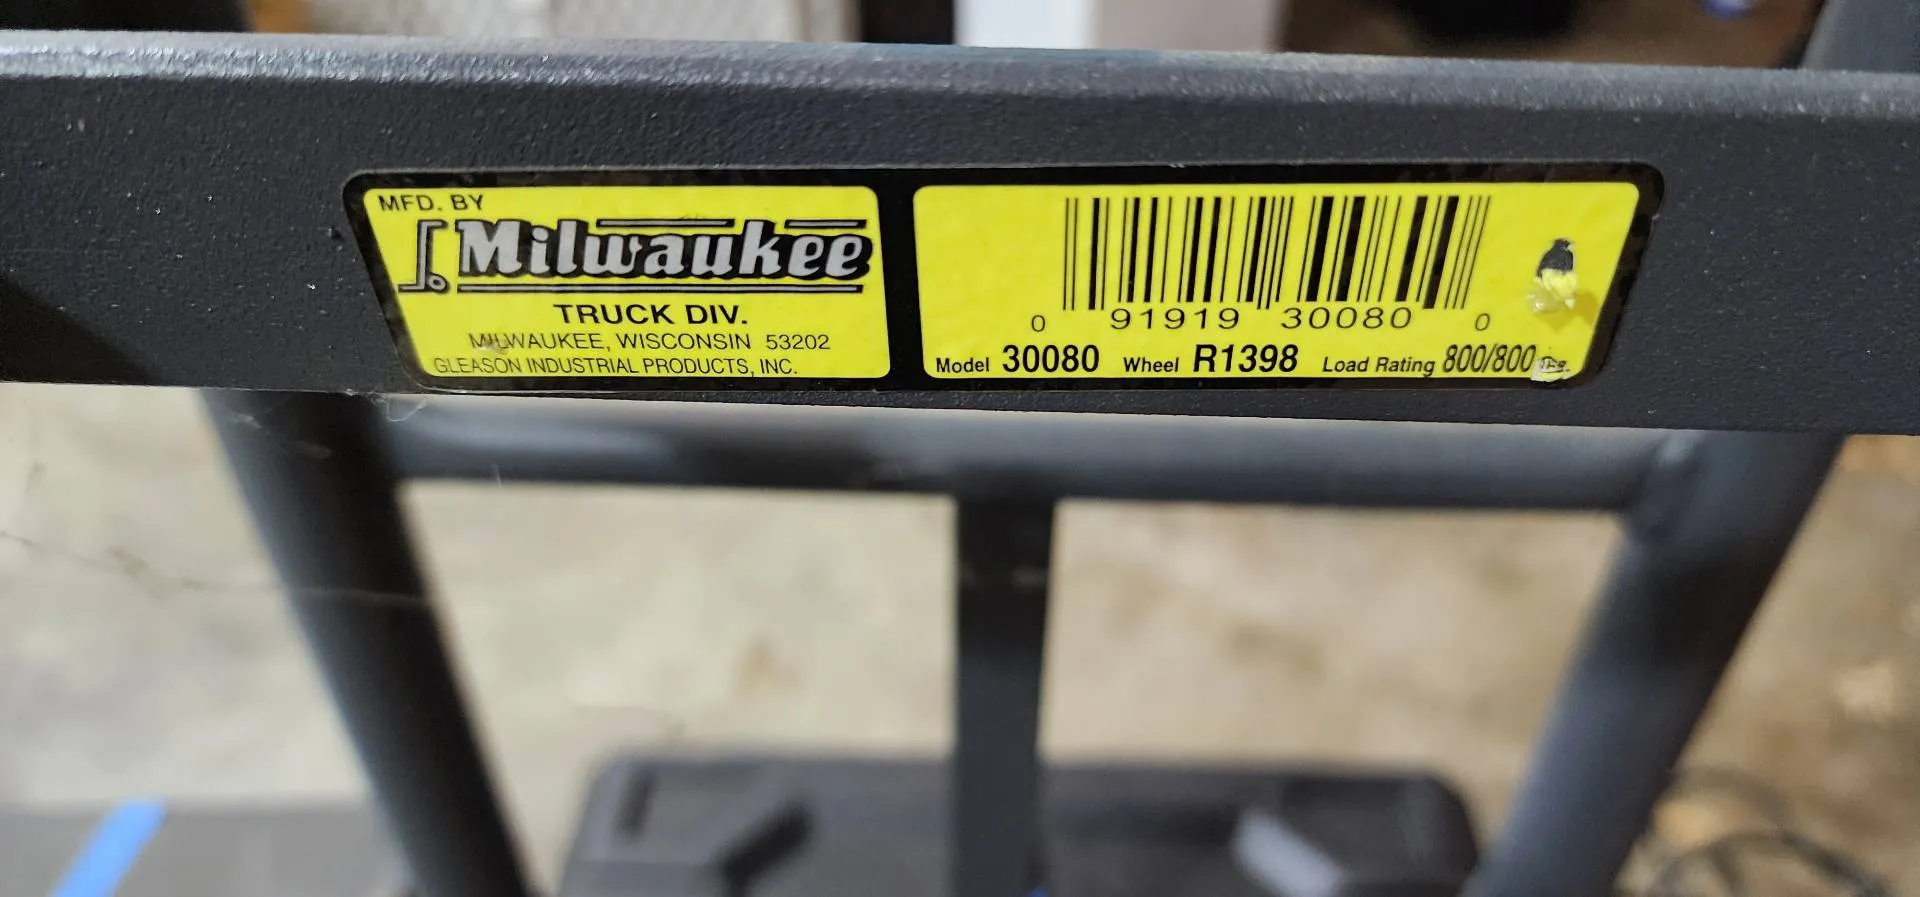 MFD. BY
Milwaukee
TRUCK DIV.
MILWAUKEE, WISCONSIN 53202
GLEASON INDUSTRIAL PRODUCTS, INC.
0 91919 30080 0
Model 30080 Wheel R1398 Load Rating 800/800 lbs.